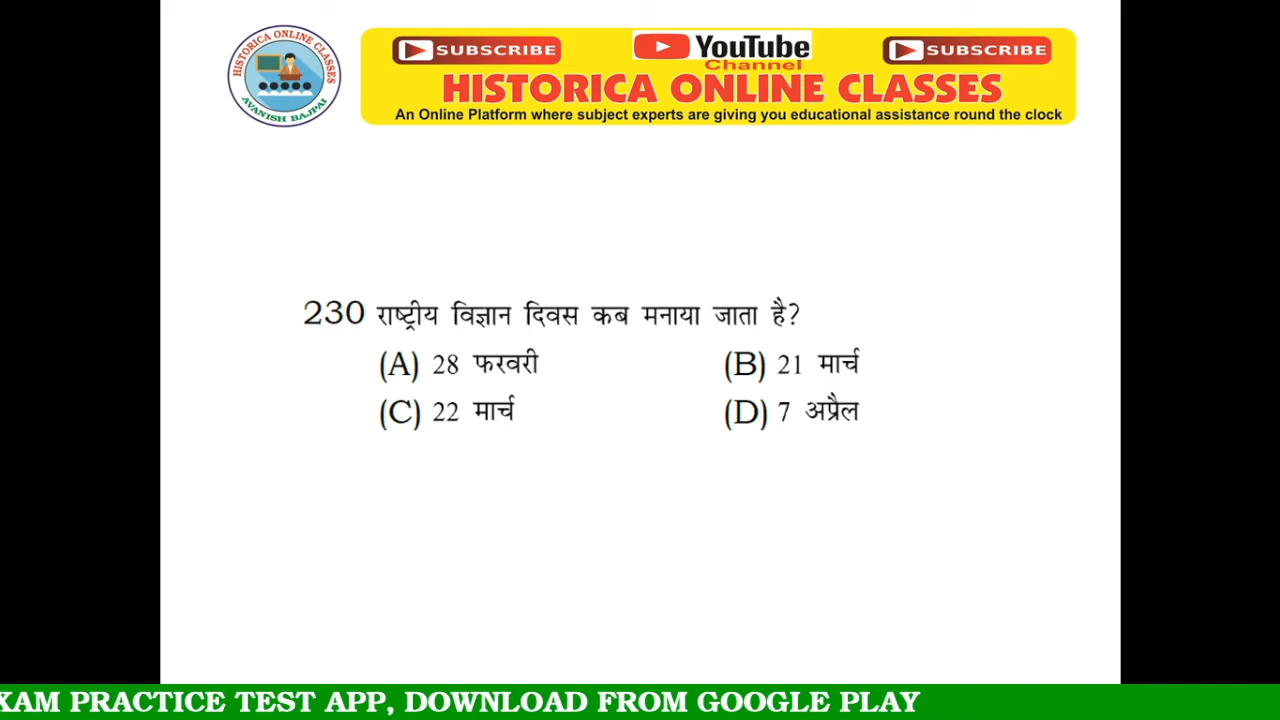 HISTORICA ONLINE CLASSES
AVANISH BAJPAI
SUBSCRIBE
YouTube
SUBSCRIBE
Channel
HISTORICA ONLINE CLASSES
An Online Platform where subject experts are giving you educational assistance round the clock
230 राष्ट्रीय विज्ञान दिवस कब मनाया जाता है?
(A) 28 फरवरी (B) 21 मार्च
(C) 22 मार्च (D) 7 अप्रैल
XAM PRACTICE TEST APP, DOWNLOAD FROM GOOGLE PLAY